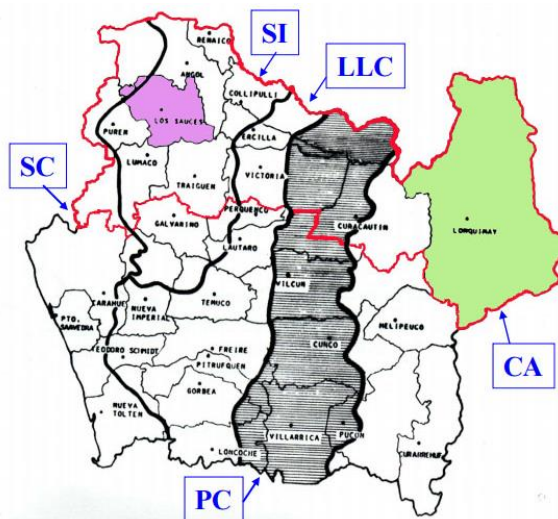 SI
RENAICO
LLC
ANGOL
COLLIPULLI
LOS SAUCES
PUREN
ERCILLA
LUMACO
VICTORIA
SC
TRAIGUEN
PERQUENCO
GALVARINO
CURACAUTIN
LONQUIMAY
LAUTARO
VILCUN
CARAHUE
NUEVA
IMPERIAL
TEMUCO
PTO.
SAAVEDRA
MELIPEUCO
TEODORO SCHMIDT
FREIRE
CUNCO
CA
PITRUFQUEN
GORBEA
NUEVA
TOLTEN
VILLARRICA
PUCON
LONCOCHE
CURARREHUE
PC